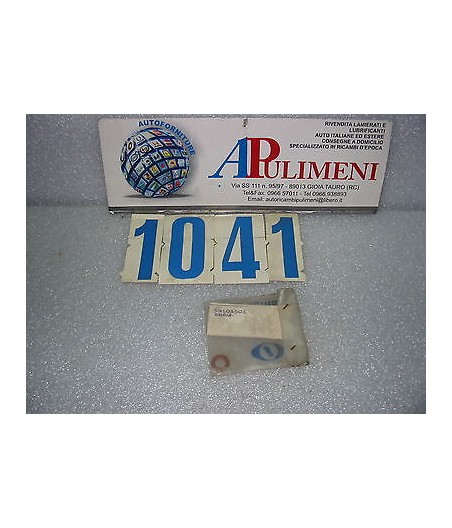 AUTOFORNITURE
APULIMENI
RIVENDITA LAMIERATI E
LUBRIFICANTI
AUTO ITALIANE ED ESTERE
CONSEGNE A DOMICILIO
SPECIALIZZATO IN RICAMBI D'EPOCA
Via SS 111 n. 95/97 - 89013 GIOIA TAURO (RC)
Tel&Fax: 0966 57011 - Tel 0966.938893
Email: autoricambipulimeni@libero.it
1041